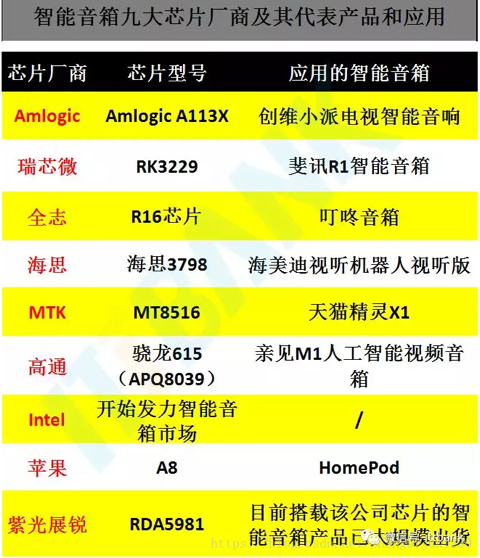 智能音箱九大芯片厂商及其代表产品和应用
芯片厂商 芯片型号 应用的智能音箱
Amlogic Amlogic A113X 创维小派电视智能音响
瑞芯微 RK3229 斐讯R1智能音箱
全志 R16芯片 叮咚音箱
海思 海思3798 海美迪视听机器人视听版
MTK MT8516 天猫精灵X1
高通 骁龙615 亲见M1人工智能视频音
（APQ8039） 箱
Intel 开始发力智能音 /
箱市场
苹果 A8 HomePod
紫光展锐 RDA5981 目前搭载该公司芯片的智
能音箱产品已大规模出货
ITBANK